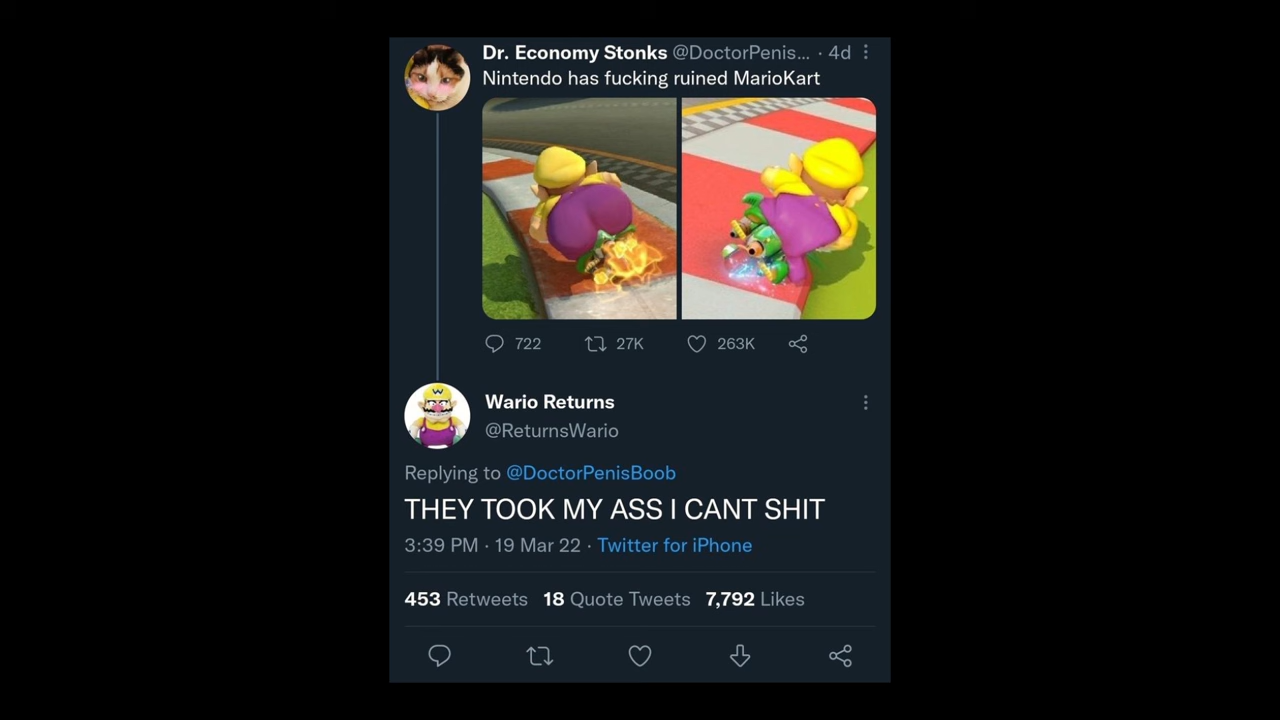 Dr. Economy Stonks @DoctorPenis... · 4d
Nintendo has fucking ruined MarioKart
722 27K 263K
W
Wario Returns
@ReturnsWario
Replying to @DoctorPenisBoob
THEY TOOK MY ASS I CANT SHIT
3:39 PM · 19 Mar 22 · Twitter for iPhone
453 Retweets 18 Quote Tweets 7,792 Likes